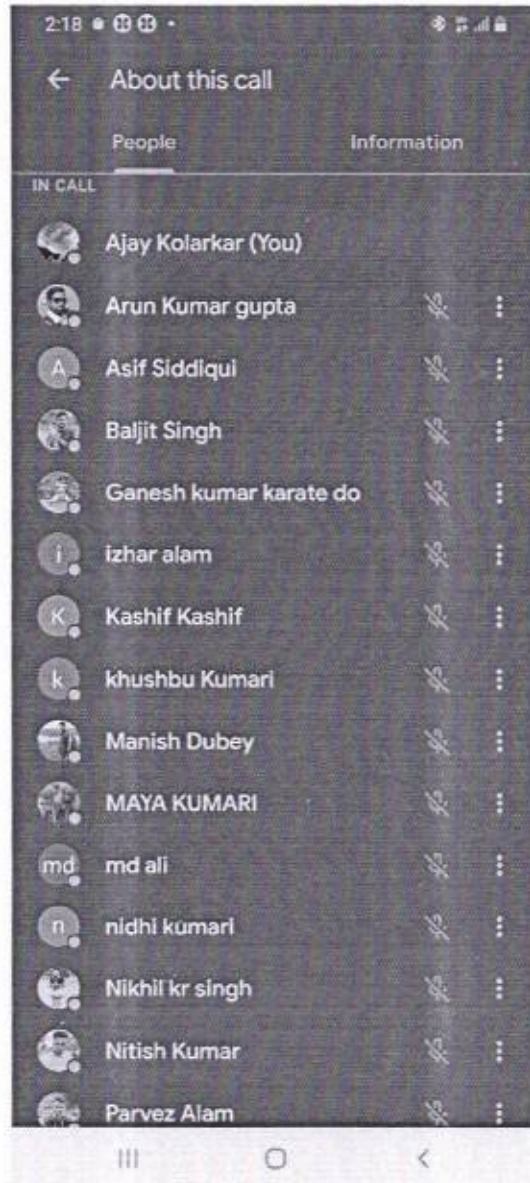 2:18
About this call
People Information
IN CALL
Ajay Kolarkar (You)
Arun Kumar gupta
A Asif Siddiqui
Baljit Singh
Ganesh kumar karate do
i izhar alam
K Kashif Kashif
k khushbu Kumari
Manish Dubey
MAYA KUMARI
md md ali
n nidhi kumari
Nikhil kr singh
Nitish Kumar
Parvez Alam